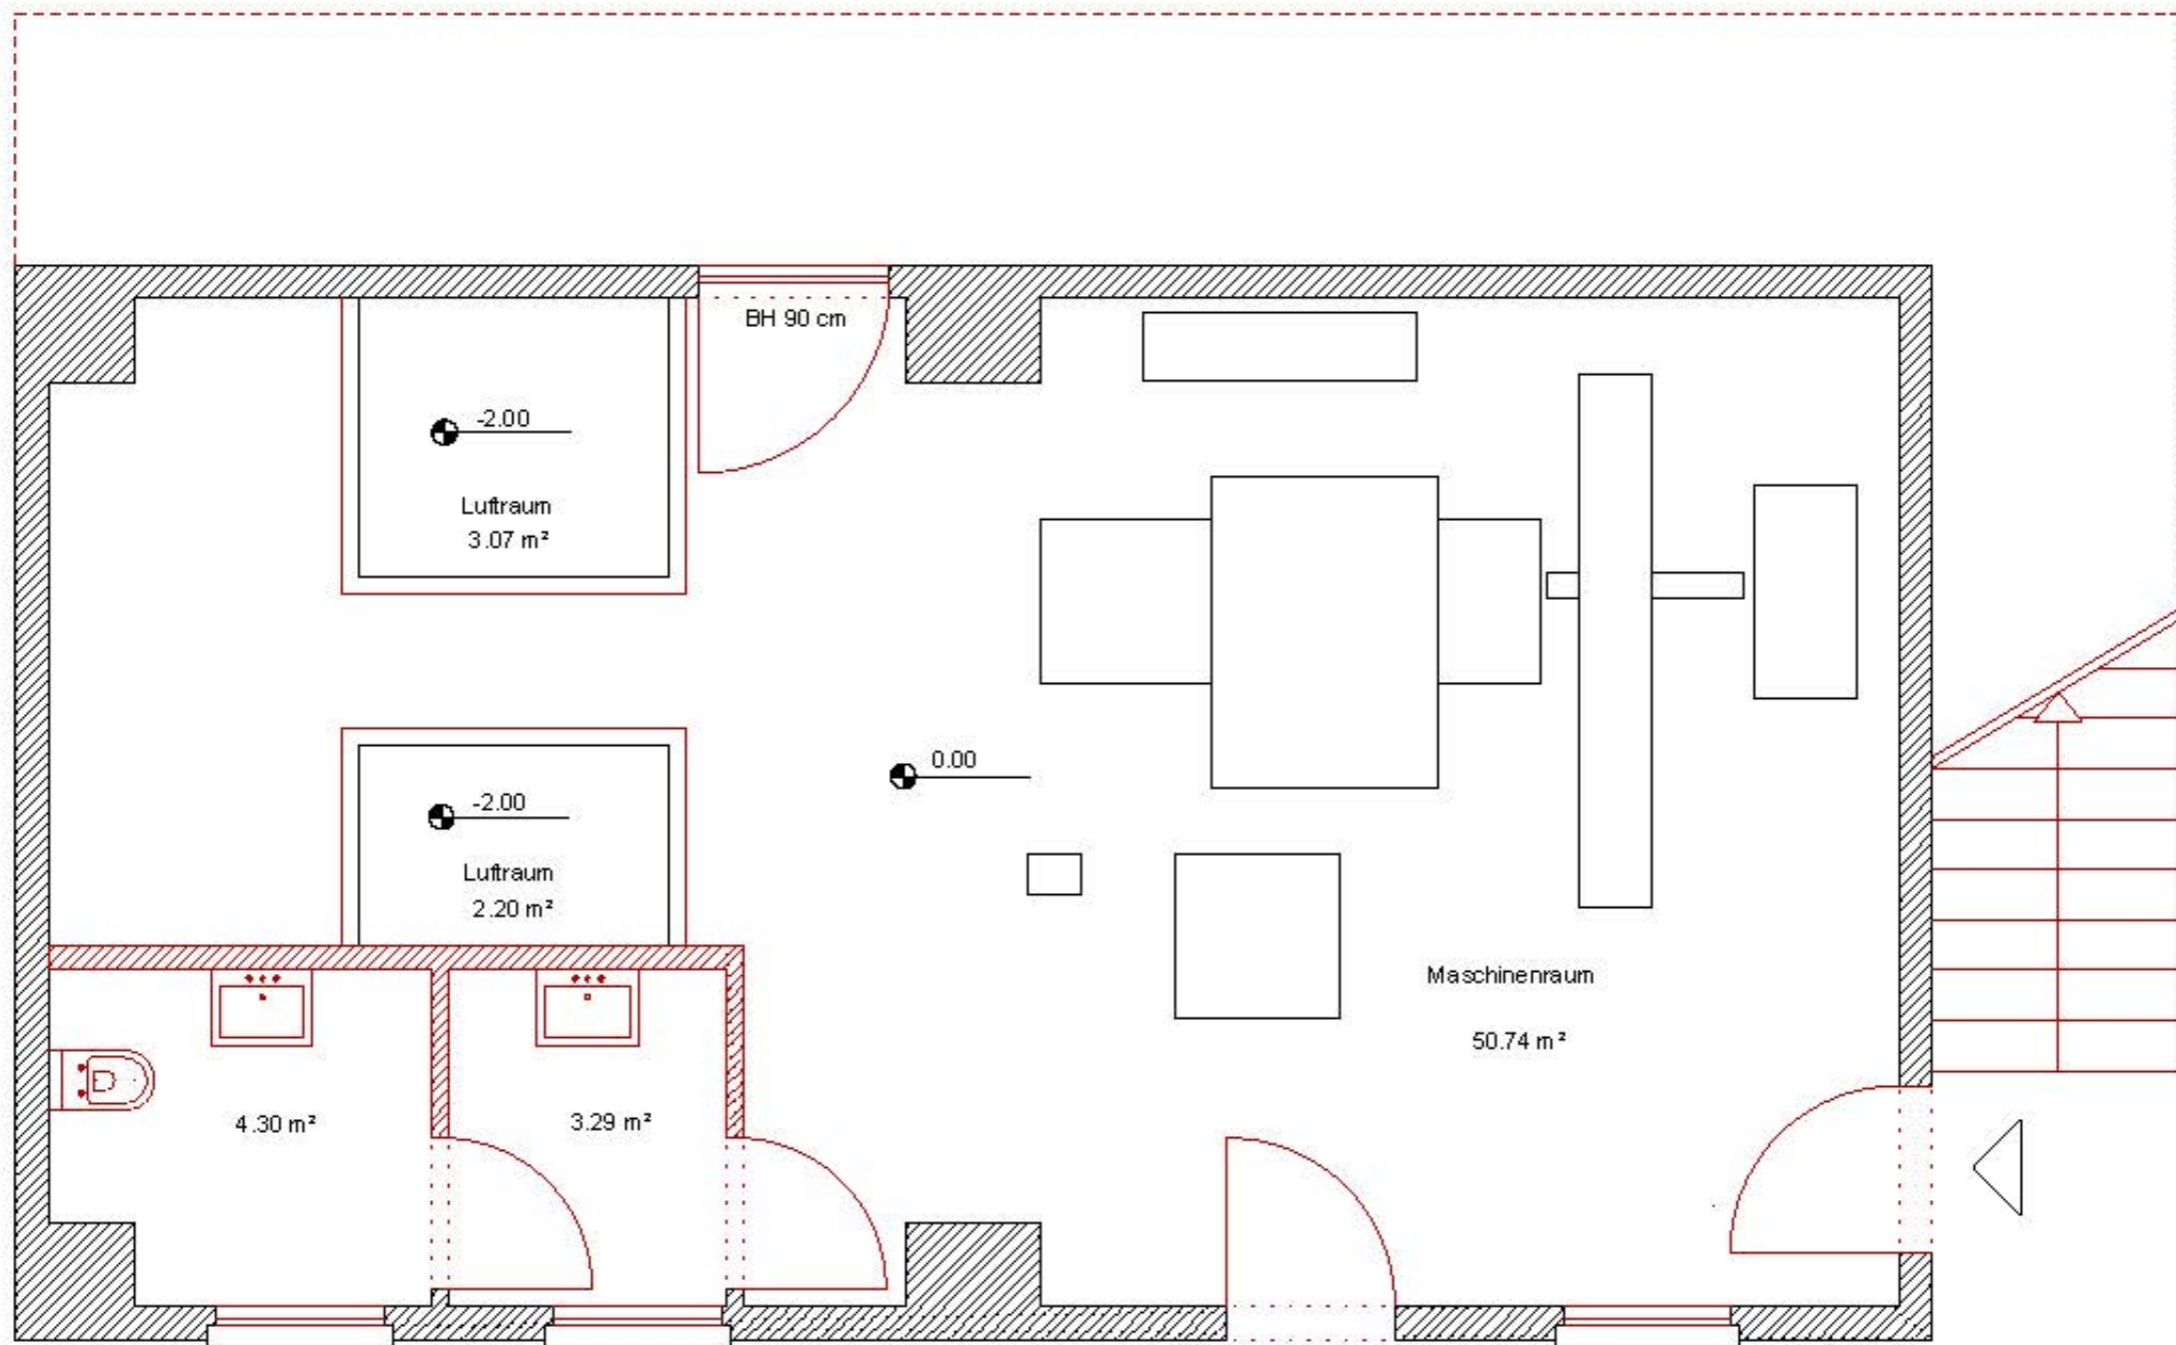 BH 90 cm
-2.00
Luftraum
3.07 m²
0.00
-2.00
Luftraum
2.20 m²
Maschinenraum
50.74 m²
4.30 m²
3.29 m²